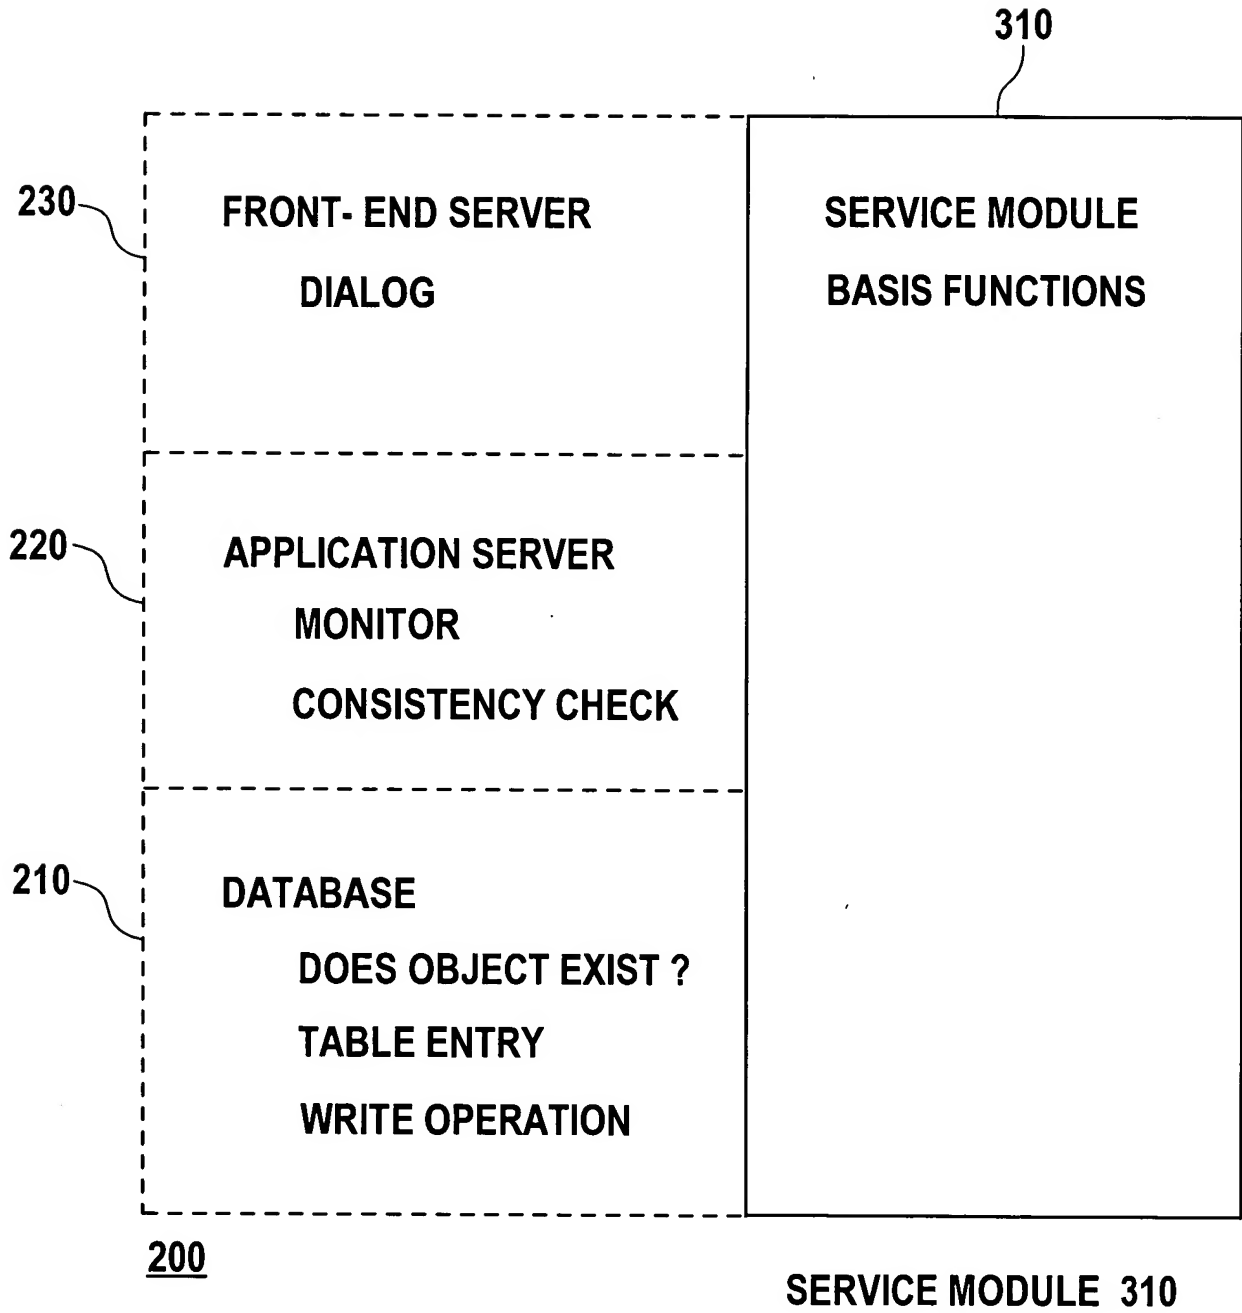 310
230
FRONT- END SERVER
DIALOG
SERVICE MODULE
BASIS FUNCTIONS
220
APPLICATION SERVER
MONITOR
CONSISTENCY CHECK
210
DATABASE
DOES OBJECT EXIST ?
TABLE ENTRY
WRITE OPERATION
200
SERVICE MODULE 310